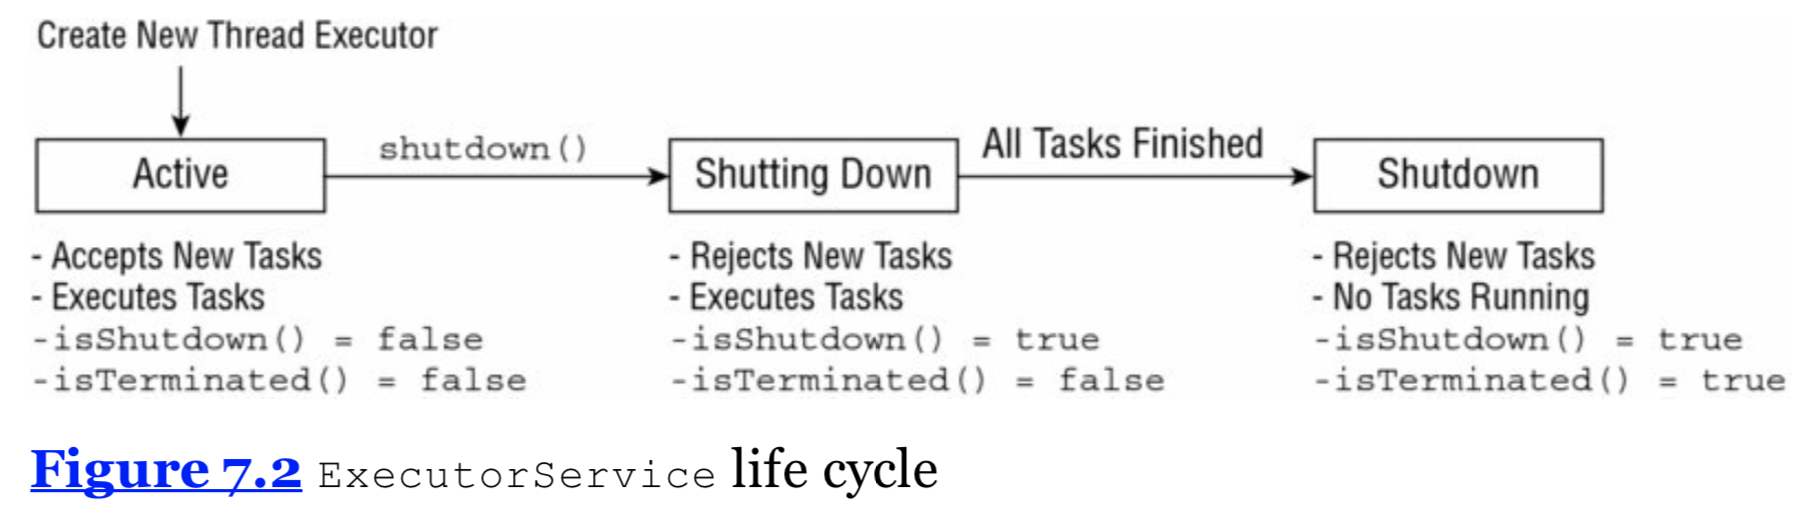 Create New Thread Executor
Active
shutdown()
Shutting Down
All Tasks Finished
Shutdown
- Accepts New Tasks
- Executes Tasks
-isShutdown() = false
-isTerminated() = false
- Rejects New Tasks
- Executes Tasks
-isShutdown() = true
-isTerminated() = false
- Rejects New Tasks
- No Tasks Running
-isShutdown() = true
-isTerminated() = true
Figure 7.2 ExecutorService life cycle